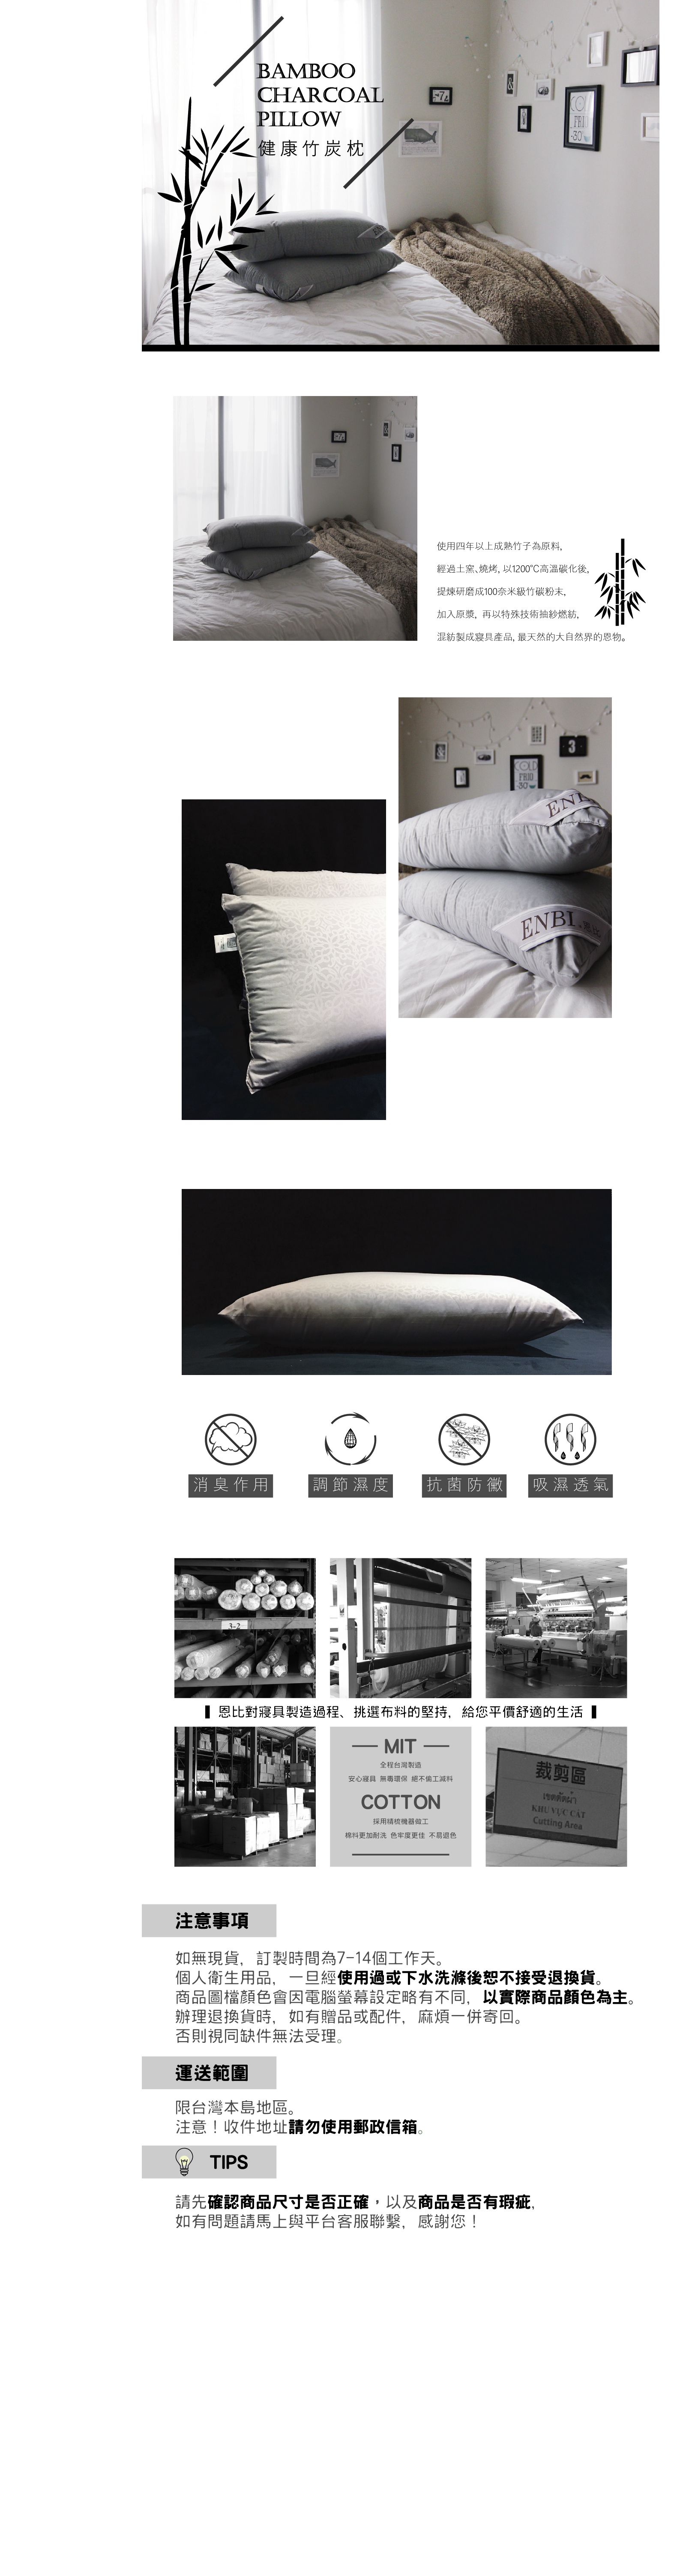 BAMBOO
CHARCOAL
PILLOW
健康竹炭枕
使用四年以上成熟竹子為原料,
經過土窯、燒烤, 以1200°C高溫碳化後,
提煉研磨成100奈米級竹碳粉末,
加入原漿, 再以特殊技術抽紗燃紡,
混紡製成寢具產品, 最天然的大自然界的恩物。
3
COLD
ENBI
消臭作用
調節濕度
抗菌防黴
吸濕透氣
3-2
恩比對寢具製造過程、挑選布料的堅持, 給您平價舒適的生活
MIT
全程台灣製造
安心寢具 無毒環保 絕不偷工減料
COTTON
採用精梳機器做工
棉料更加耐洗 色牢度更佳 不易退色
裁剪區
เขตตัดผ้า
KHU VỰC CẮT
Cutting Area
注意事項
如無現貨, 訂製時間為7-14個工作天。
個人衛生用品, 一旦經使用過或下水洗滌後恕不接受退換貨。
商品圖檔顏色會因電腦螢幕設定略有不同, 以實際商品顏色為主。
辦理退換貨時, 如有贈品或配件, 麻煩一併寄回。
否則視同缺件無法受理。
運送範圍
限台灣本島地區。
注意！收件地址請勿使用郵政信箱。
TIPS
請先確認商品尺寸是否正確，以及商品是否有瑕疵,
如有問題請馬上與平台客服聯繫, 感謝您！